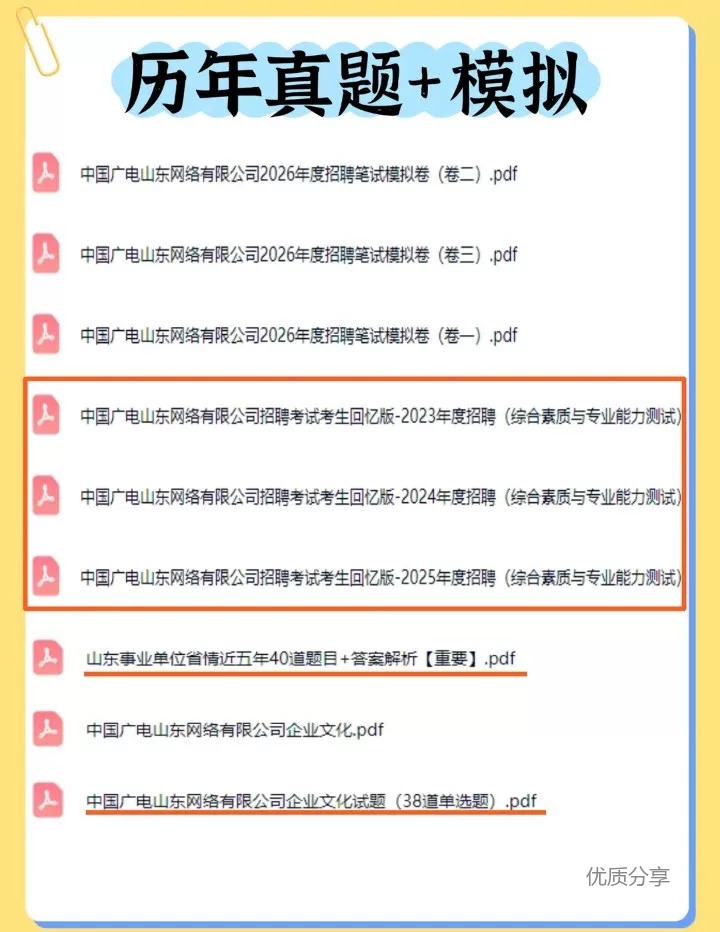 历年真题+模拟
中国广电山东网络有限公司2026年度招聘笔试模拟卷（卷二）.pdf
中国广电山东网络有限公司2026年度招聘笔试模拟卷（卷三）.pdf
中国广电山东网络有限公司2026年度招聘笔试模拟卷（卷一）.pdf
中国广电山东网络有限公司招聘考试考生回忆版-2023年度招聘（综合素质与专业能力测试）
中国广电山东网络有限公司招聘考试考生回忆版-2024年度招聘（综合素质与专业能力测试）
中国广电山东网络有限公司招聘考试考生回忆版-2025年度招聘（综合素质与专业能力测试）
山东事业单位省情近五年40道题目+答案解析【重要】.pdf
中国广电山东网络有限公司企业文化.pdf
中国广电山东网络有限公司企业文化试题（38道单选题）.pdf
优质分享